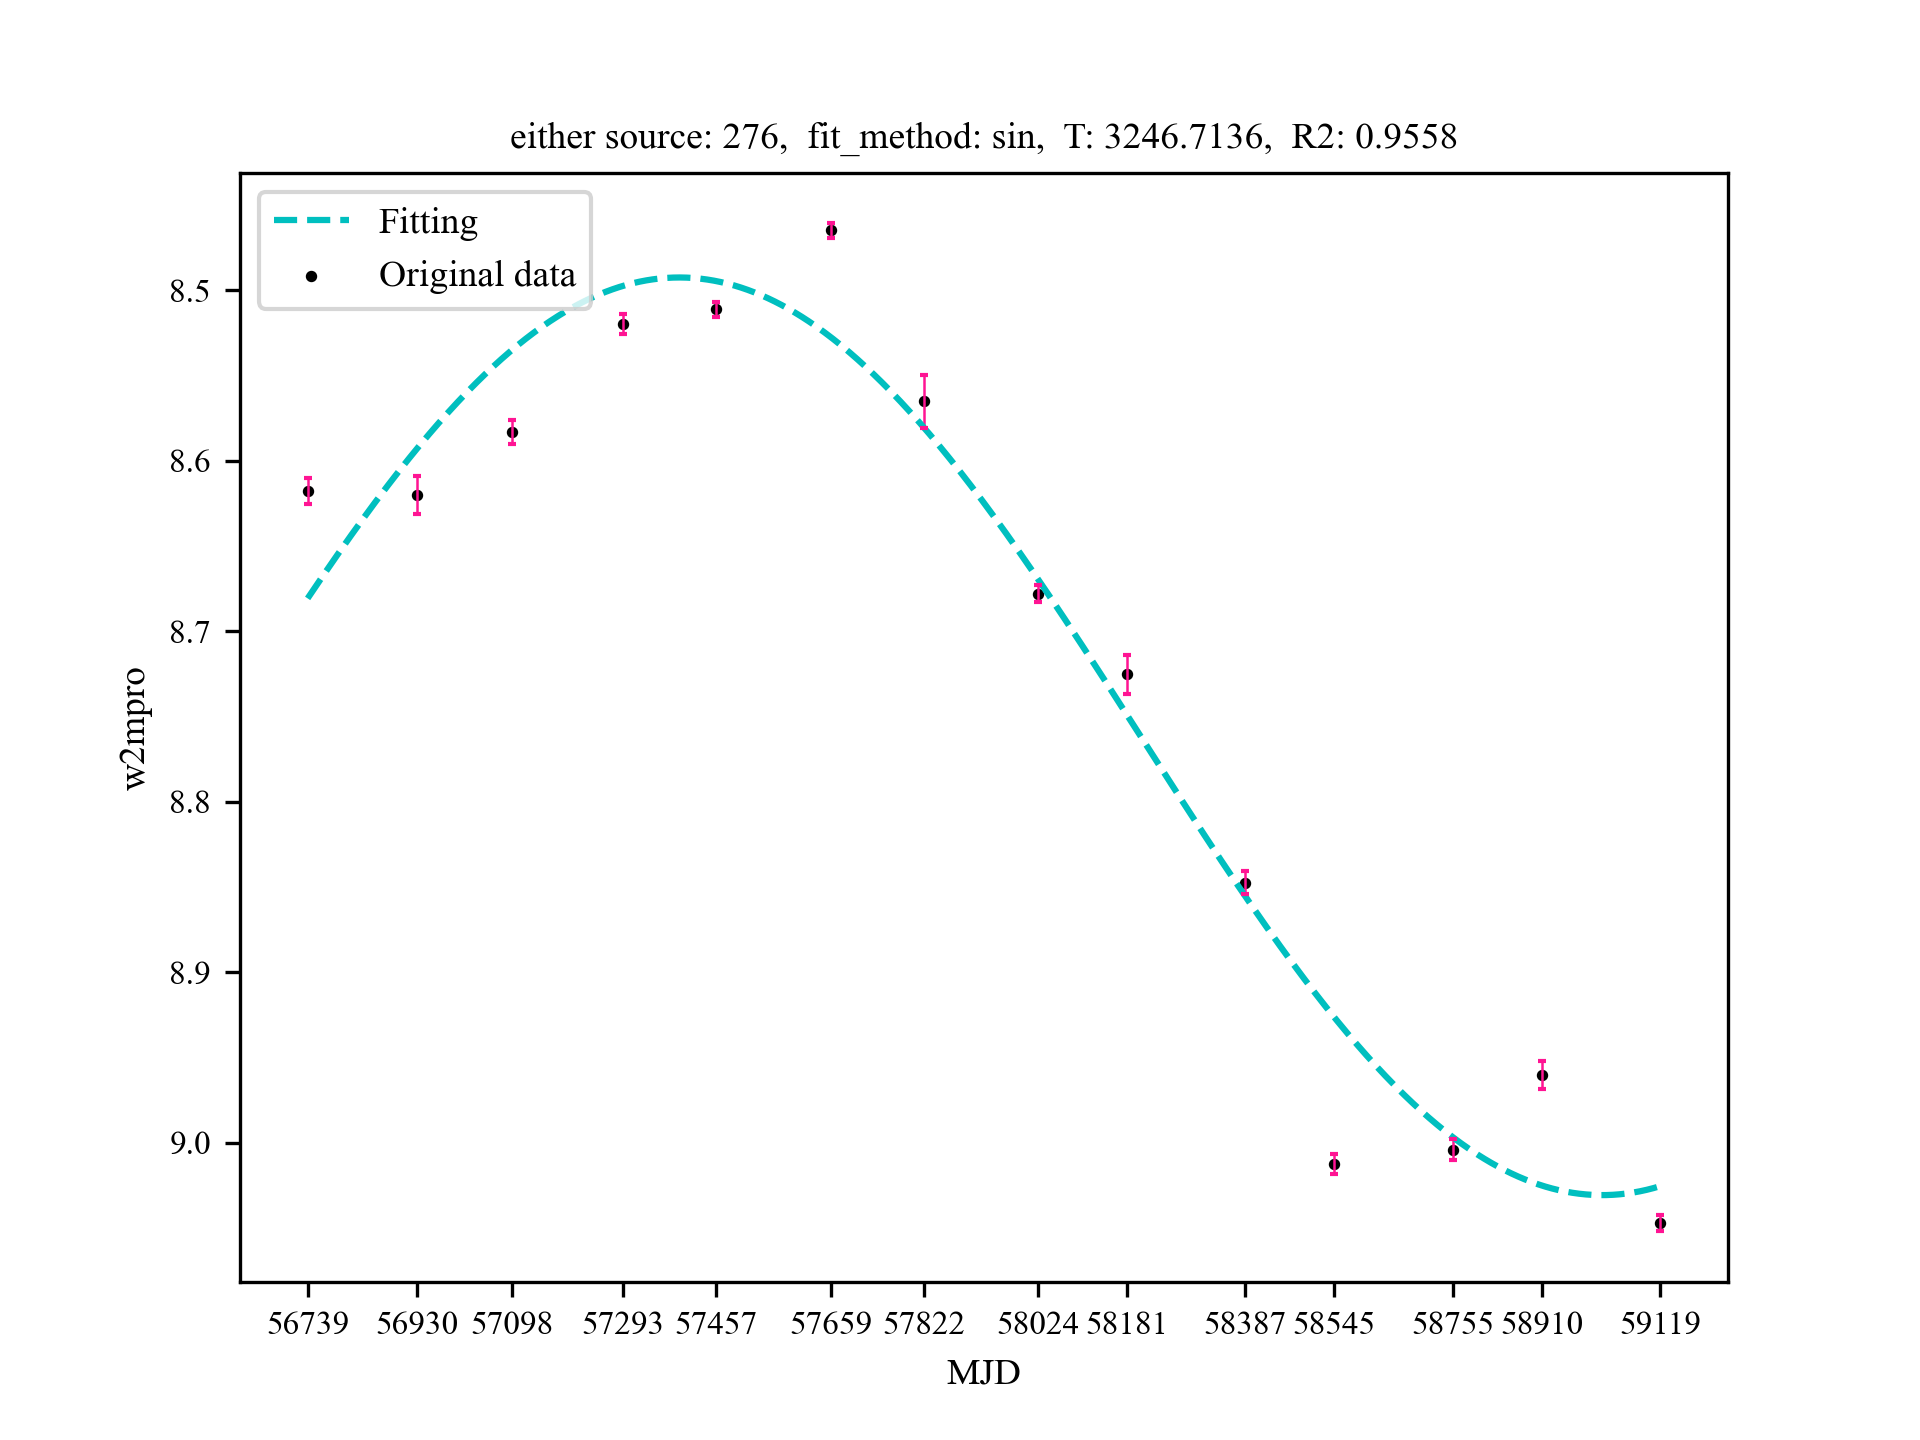 either source: 276,  fit_method: sin,  T: 3246.7136,  R2: 0.9558
Fitting
Original data
8.5
8.6
8.7
8.8
8.9
9.0
w2mpro
56739 56930 57098 57293 57457 57659 57822 58024 58181 58387 58545 58755 58910 59119
MJD